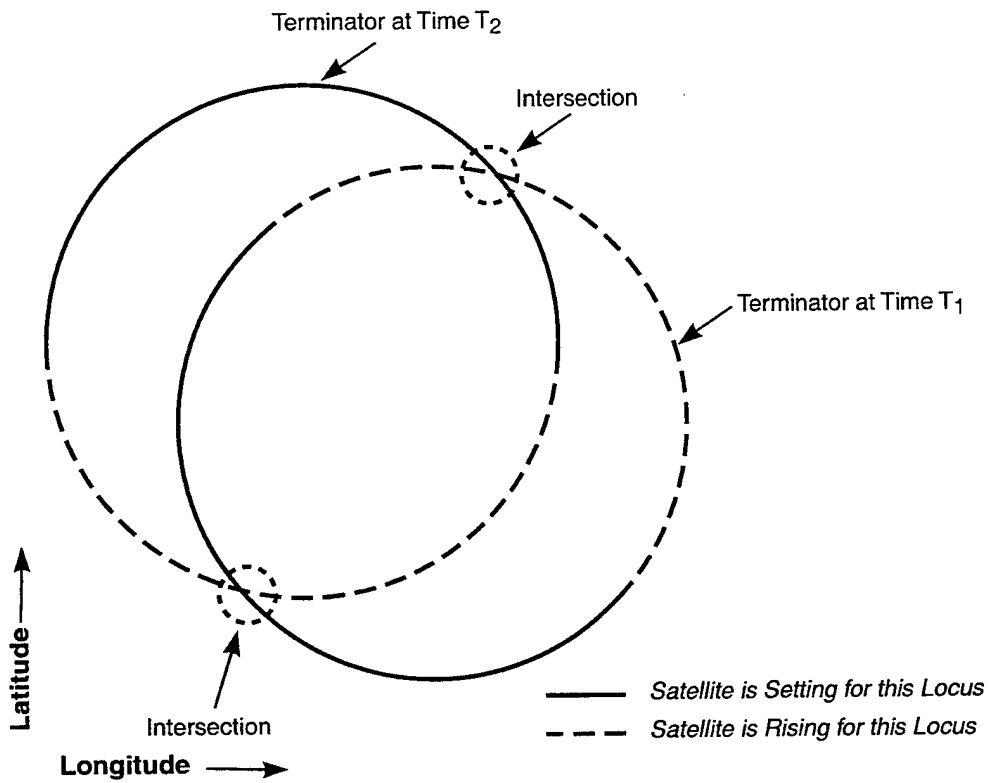 Terminator at Time T2
Intersection
Terminator at Time T1
Latitude
Satellite is Setting for this Locus
Satellite is Rising for this Locus
Intersection
Longitude